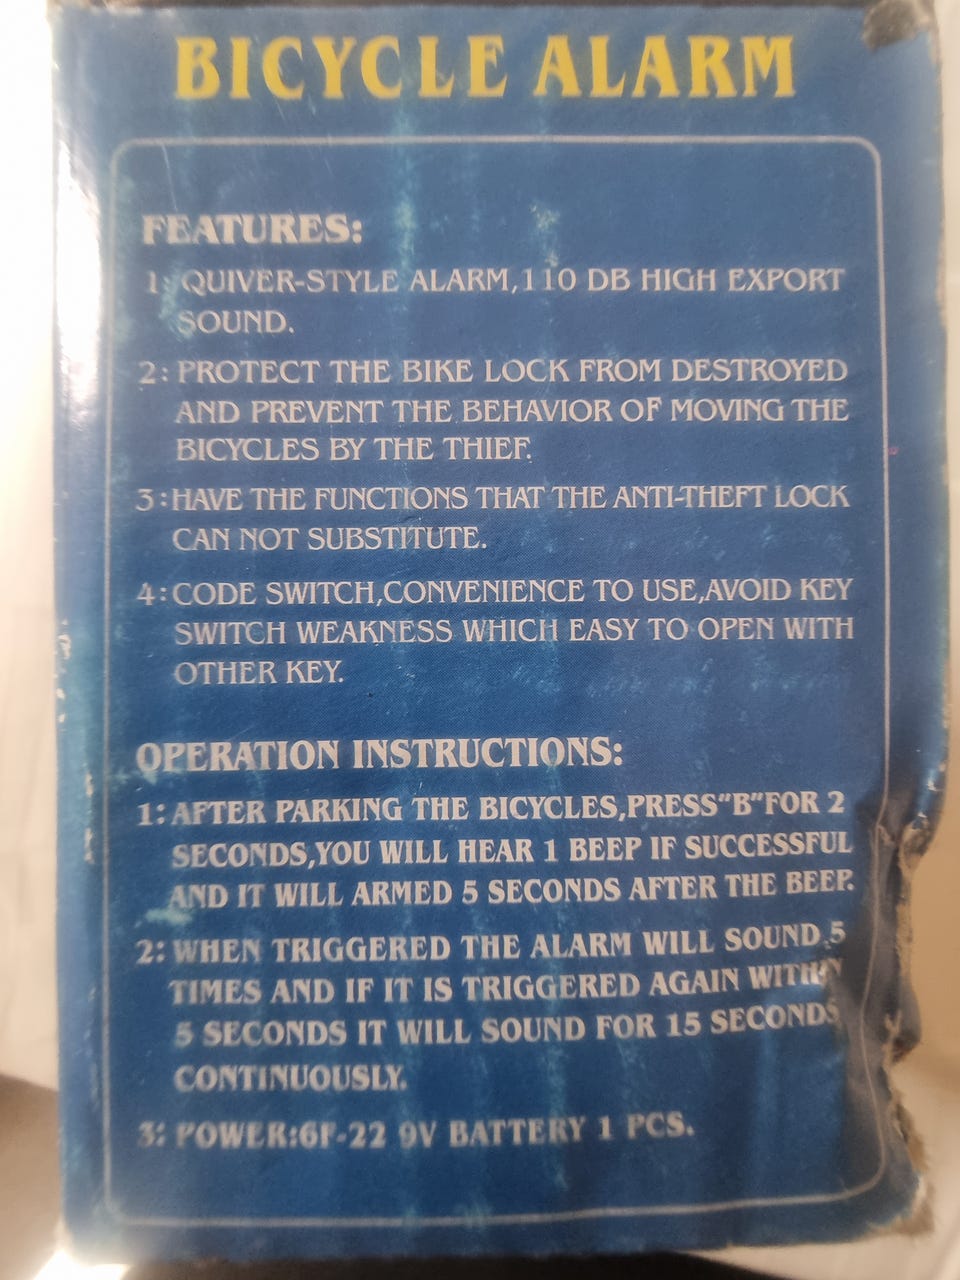 BICYCLE ALARM
FEATURES:
1: QUIVER-STYLE ALARM,110 DB HIGH EXPORT
SOUND.
2: PROTECT THE BIKE LOCK FROM DESTROYED
AND PREVENT THE BEHAVIOR OF MOVING THE
BICYCLES BY THE THIEF.
3:HAVE THE FUNCTIONS THAT THE ANTI-THEFT LOCK
CAN NOT SUBSTITUTE.
4:CODE SWITCH,CONVENIENCE TO USE,AVOID KEY
SWITCH WEAKNESS WHICH EASY TO OPEN WITH
OTHER KEY.
OPERATION INSTRUCTIONS:
1: AFTER PARKING THE BICYCLES,PRESS"B"FOR 2
SECONDS,YOU WILL HEAR 1 BEEP IF SUCCESSFUL
AND IT WILL ARMED 5 SECONDS AFTER THE BEEP.
2: WHEN TRIGGERED THE ALARM WILL SOUND 5
TIMES AND IF IT IS TRIGGERED AGAIN WITHIN
5 SECONDS IT WILL SOUND FOR 15 SECONDS
CONTINUOUSLY.
3: POWER:6F-22 9V BATTERY 1 PCS.